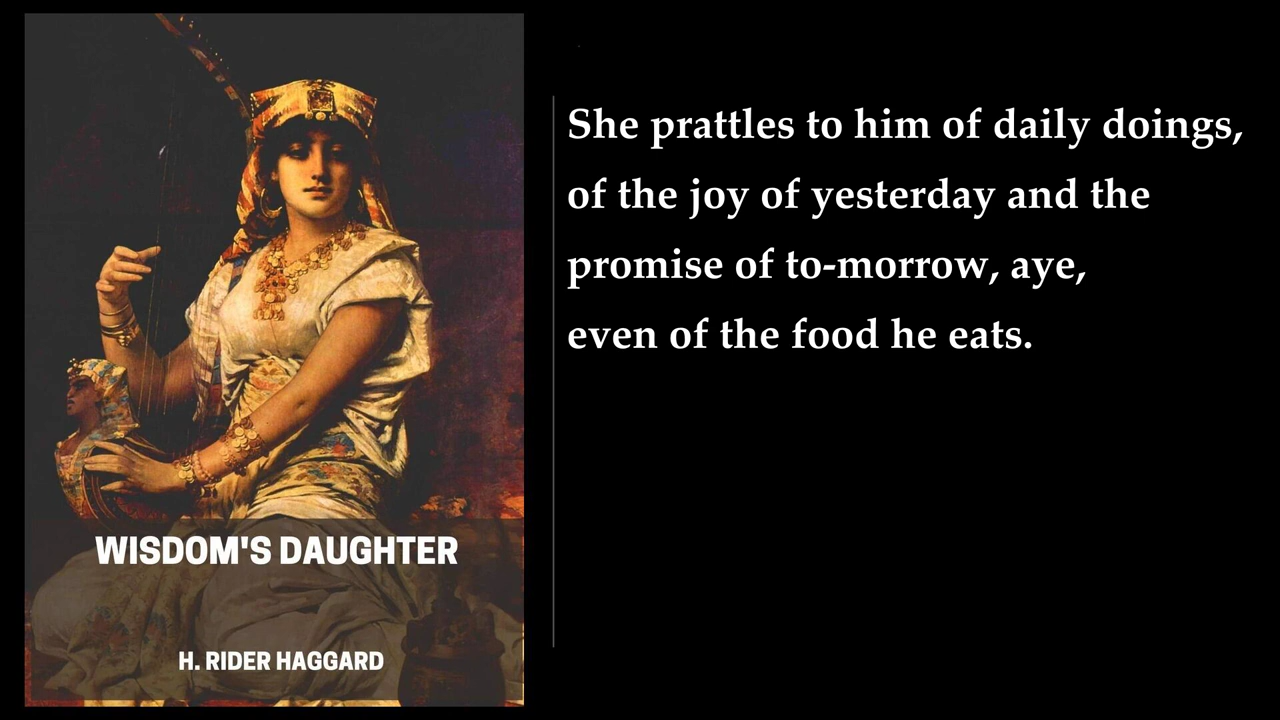 WISDOM'S DAUGHTER
H. RIDER HAGGARD
She prattles to him of daily doings,
of the joy of yesterday and the
promise of to-morrow, aye,
even of the food he eats.